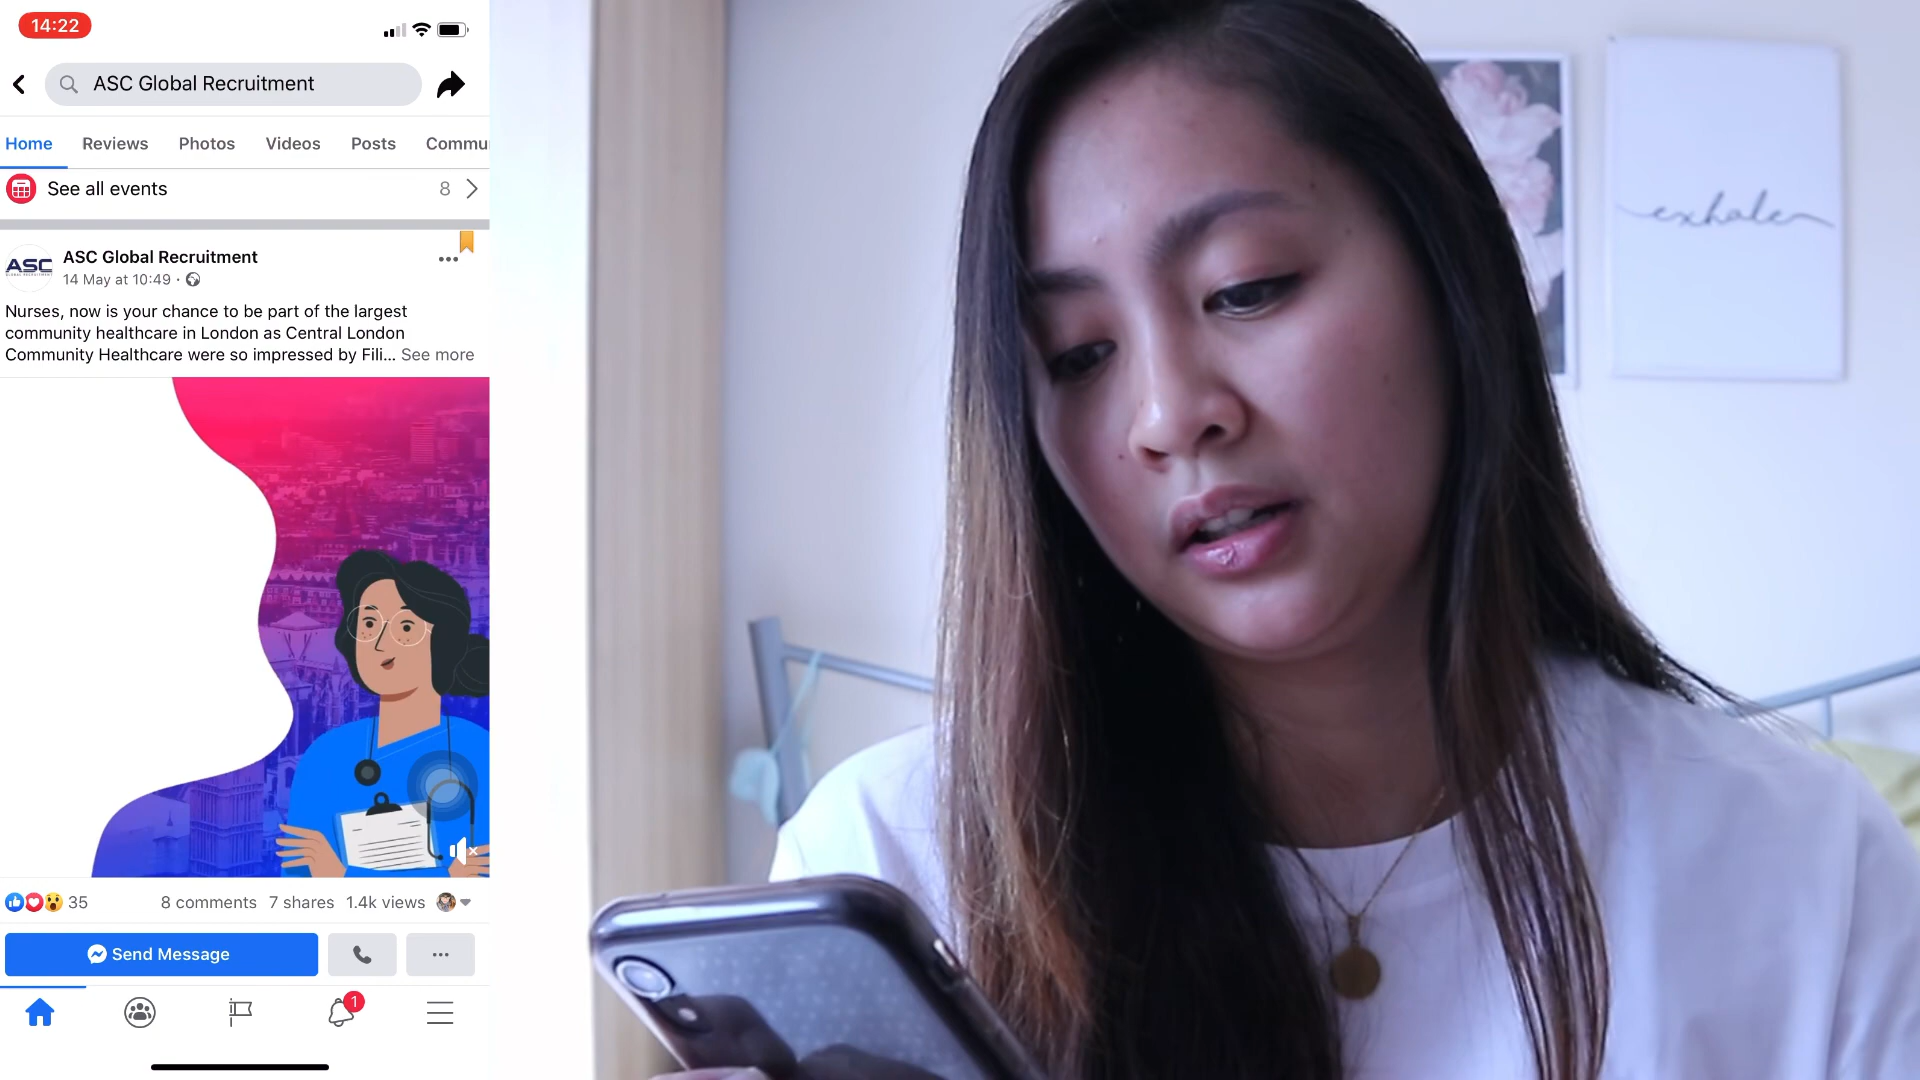 14:22
ASC Global Recruitment
Home Reviews Photos Videos Posts Commu
See all events 8
ASC
ASC Global Recruitment
14 May at 10:49 ·
Nurses, now is your chance to be part of the largest
community healthcare in London as Central London
Community Healthcare were so impressed by Fili... See more
35 8 comments 7 shares 1.4k views
Send Message
1
exhale